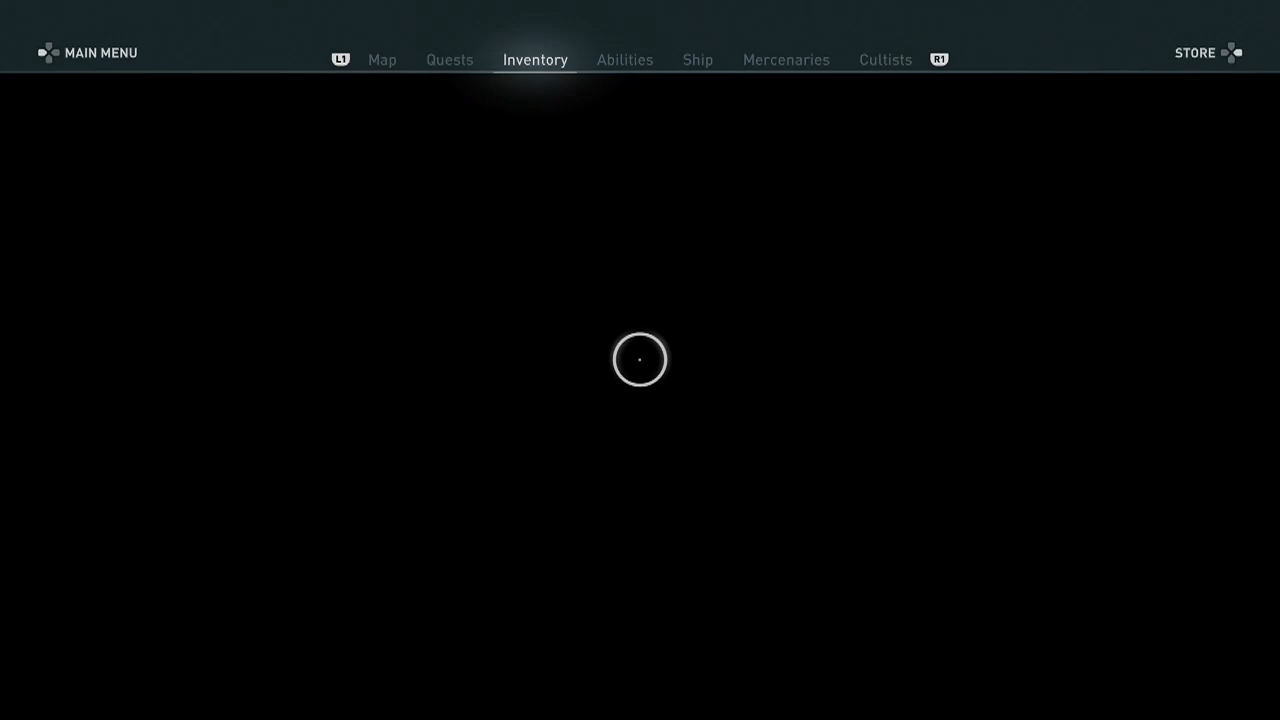 MAIN MENU
L1 Map Quests Inventory Abilities Ship Mercenaries Cultists R1
STORE